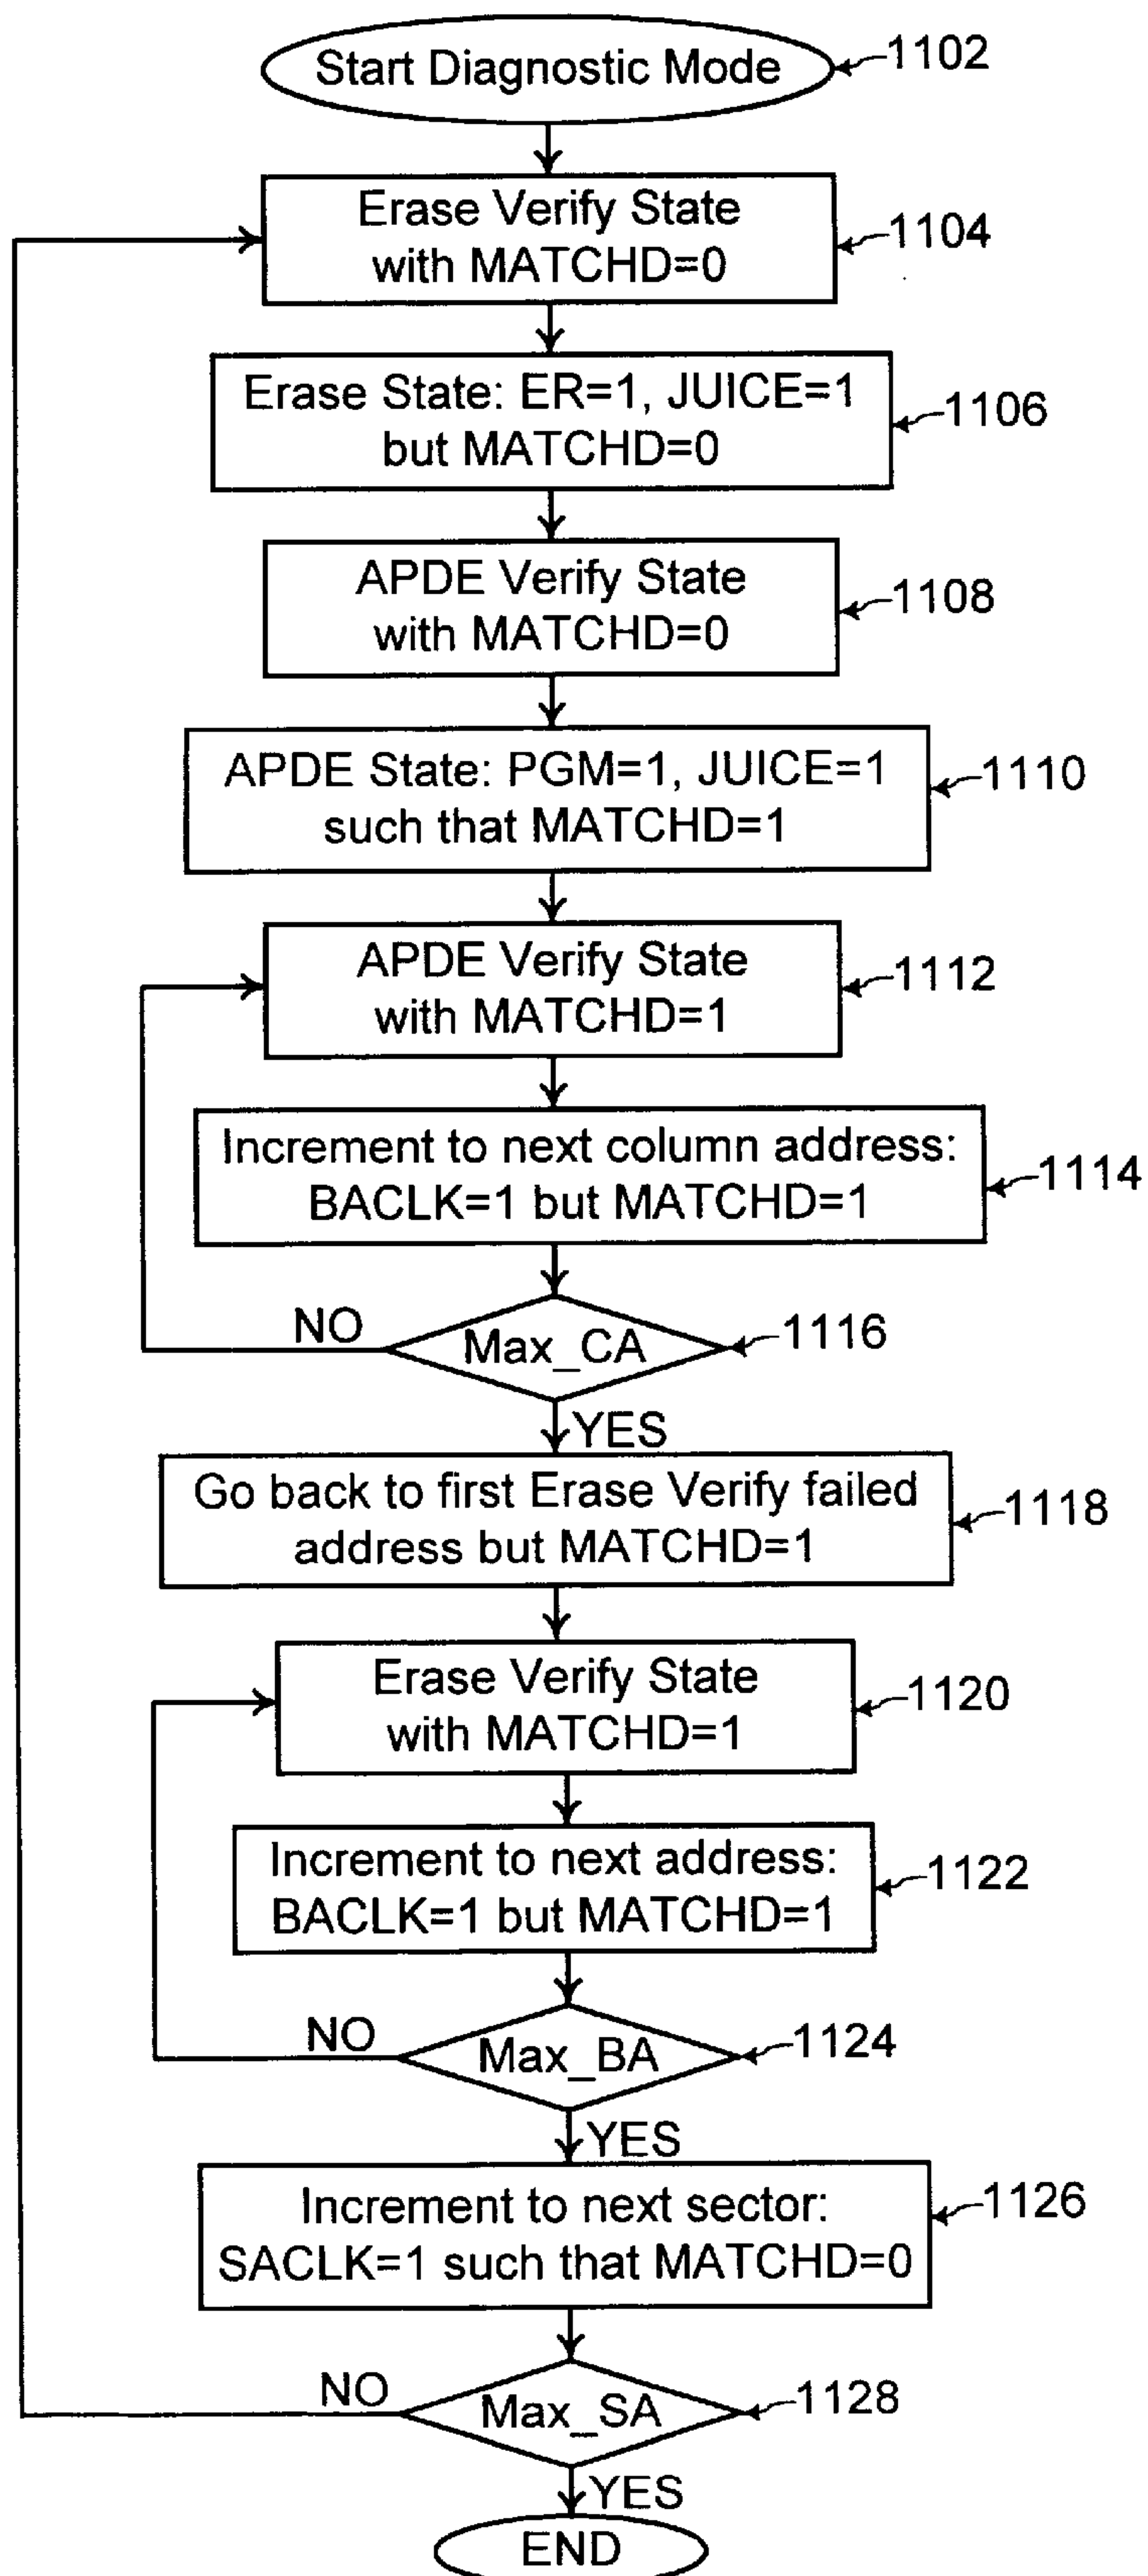 Start Diagnostic Mode
1102
Erase Verify State
with MATCHD=0
1104
Erase State: ER=1, JUICE=1
but MATCHD=0
1106
APDE Verify State
with MATCHD=0
1108
APDE State: PGM=1, JUICE=1
such that MATCHD=1
1110
APDE Verify State
with MATCHD=1
1112
Increment to next column address:
BACLK=1 but MATCHD=1
1114
NO
Max_CA
1116
YES
Go back to first Erase Verify failed
address but MATCHD=1
1118
Erase Verify State
with MATCHD=1
1120
Increment to next address:
BACLK=1 but MATCHD=1
1122
NO
Max_BA
1124
YES
Increment to next sector:
SACLK=1 such that MATCHD=0
1126
NO
Max_SA
1128
YES
END